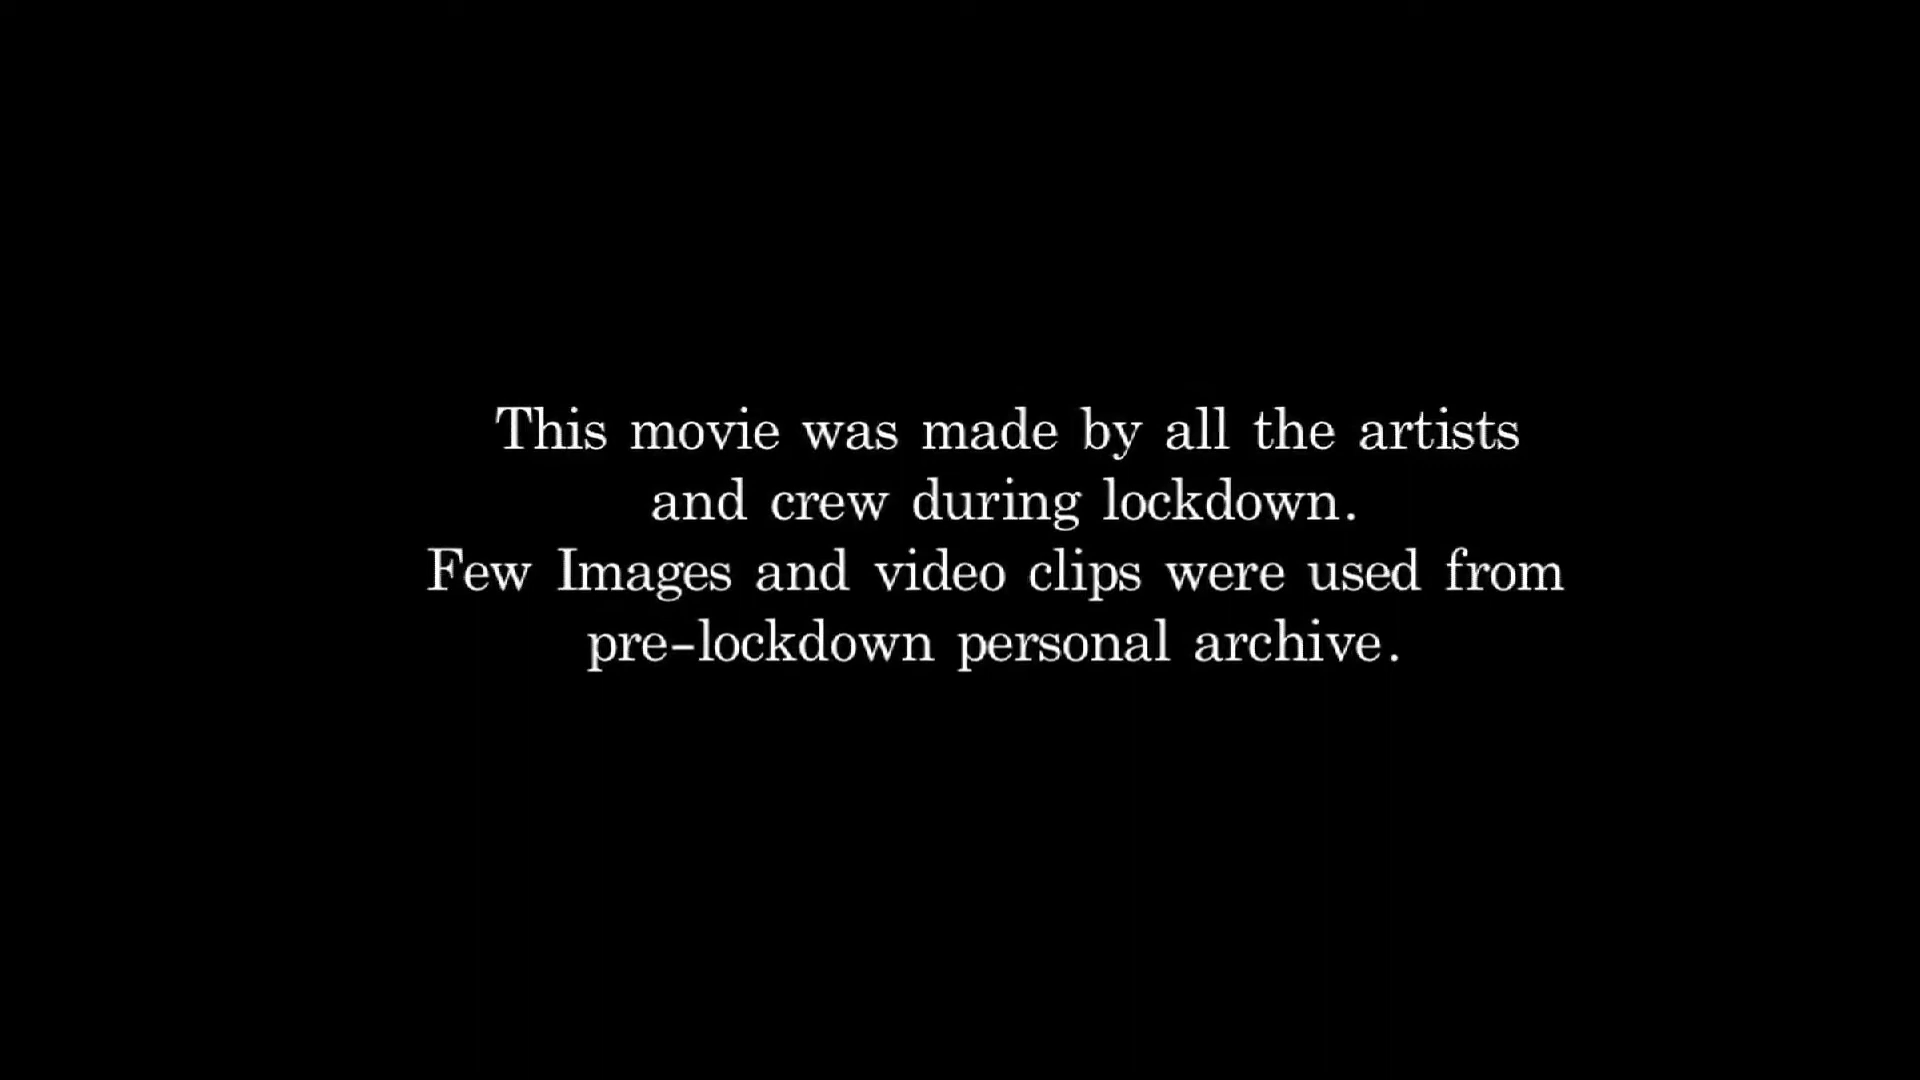 This movie was made by all the artists
and crew during lockdown.
Few Images and video clips were used from
pre-lockdown personal archive.